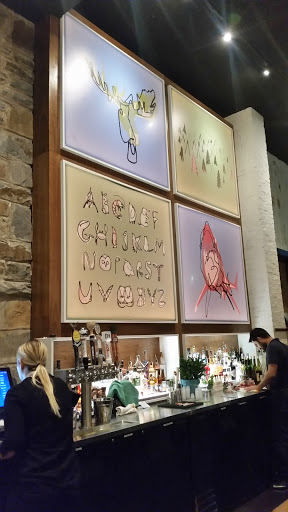 ABCDEF
GHIJKLM
NOPQRST
UVWXYZ